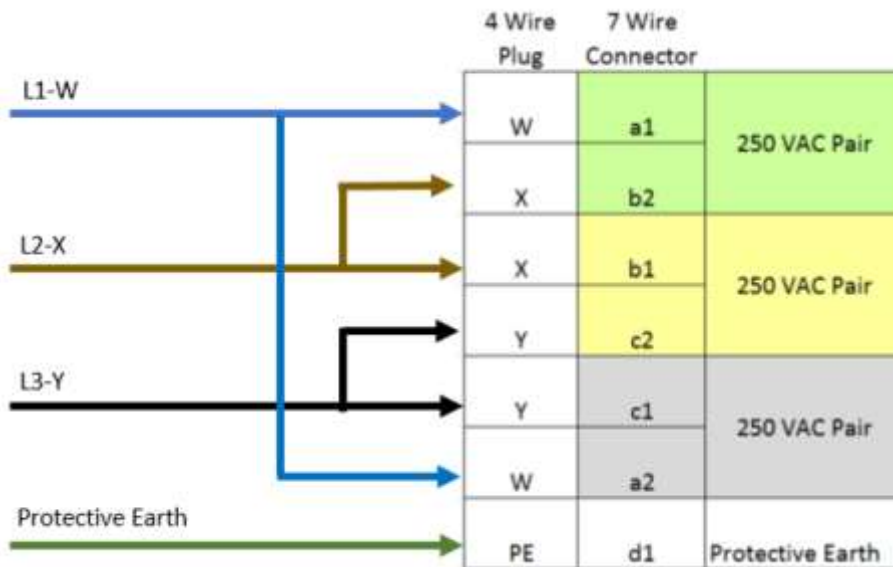 4 Wire Plug
7 Wire Connector
L1-W
W
a1
250 VAC Pair
X
b2
L2-X
X
b1
250 VAC Pair
Y
c2
L3-Y
Y
c1
250 VAC Pair
W
a2
Protective Earth
PE
d1
Protective Earth